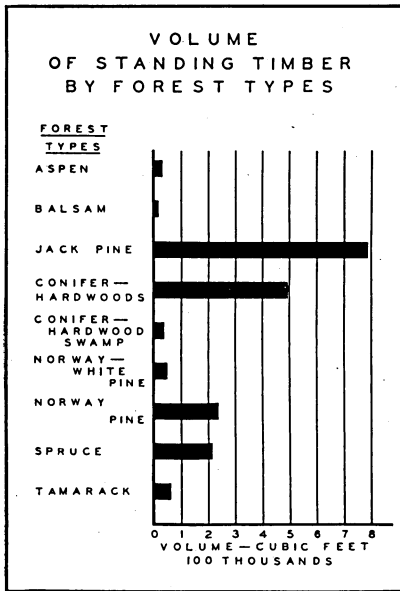 VOLUME
OF STANDING TIMBER
BY FOREST TYPES
FOREST
TYPES
ASPEN
BALSAM
JACK PINE
CONIFER—
HARDWOODS
CONIFER—
HARDWOOD
SWAMP
NORWAY—
WHITE
PINE
NORWAY
PINE
SPRUCE
TAMARACK
0 1 2 3 4 5 6 7 8
VOLUME—CUBIC FEET
100 THOUSANDS